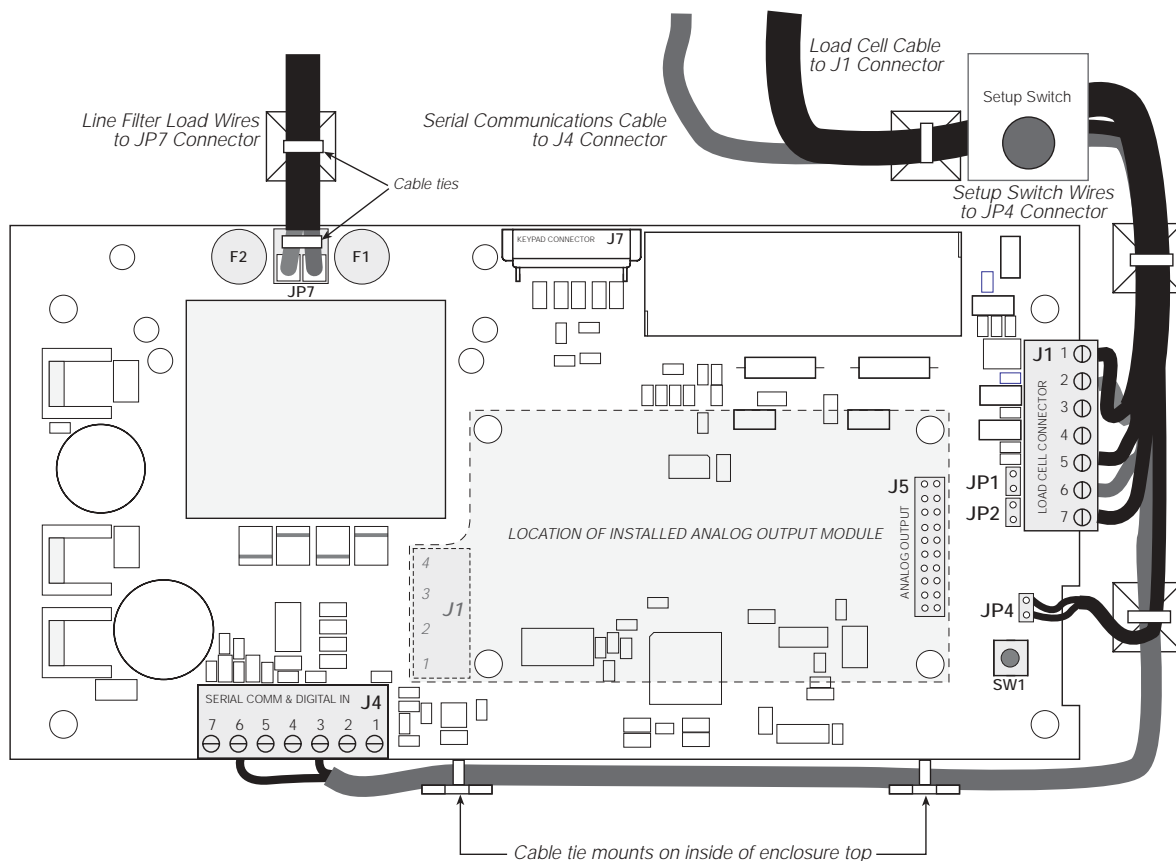 Load Cell Cable
to J1 Connector
Setup Switch
Line Filter Load Wires
to JP7 Connector
Serial Communications Cable
to J4 Connector
Cable ties
Setup Switch Wires
to JP4 Connector
F2
F1
JP7
KEYPAD CONNECTOR J7
J1
LOAD CELL CONNECTOR
1
2
3
4
5
6
7
JP1
JP2
J5
ANALOG OUTPUT
LOCATION OF INSTALLED ANALOG OUTPUT MODULE
4
3
2
1
J1
JP4
SW1
SERIAL COMM & DIGITAL IN J4
7 6 5 4 3 2 1
Cable tie mounts on inside of enclosure top